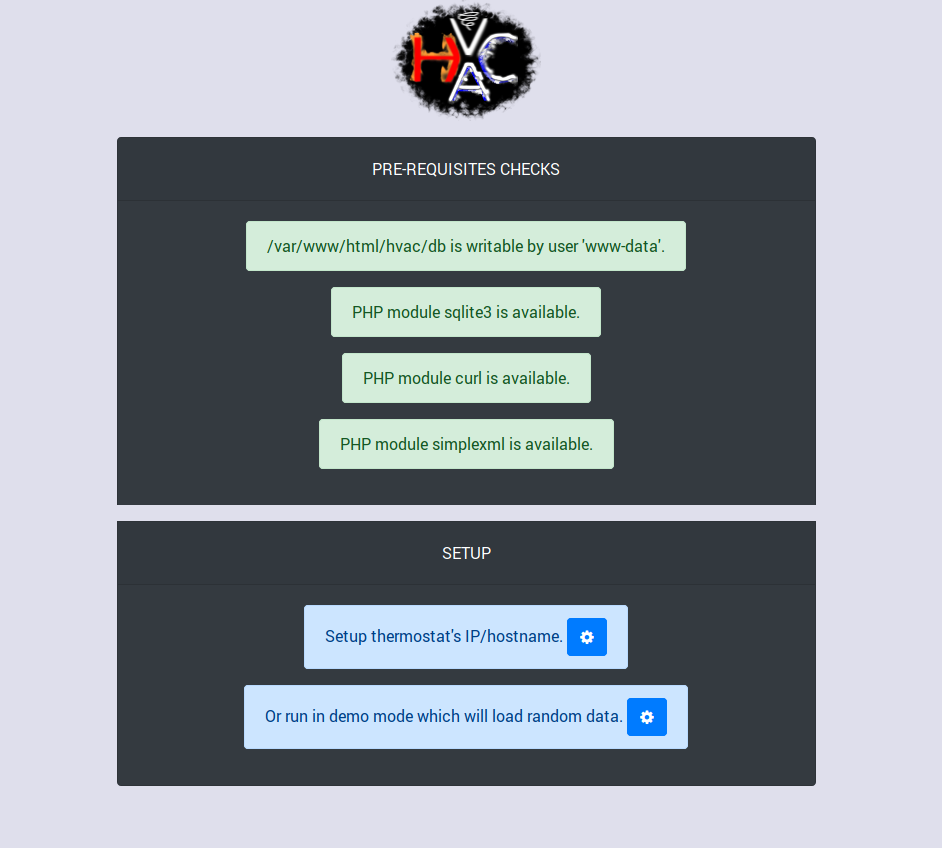 HVAC
PRE-REQUISITES CHECKS
/var/www/html/hvac/db is writable by user 'www-data'.
PHP module sqlite3 is available.
PHP module curl is available.
PHP module simplexml is available.
SETUP
Setup thermostat's IP/hostname.
Or run in demo mode which will load random data.